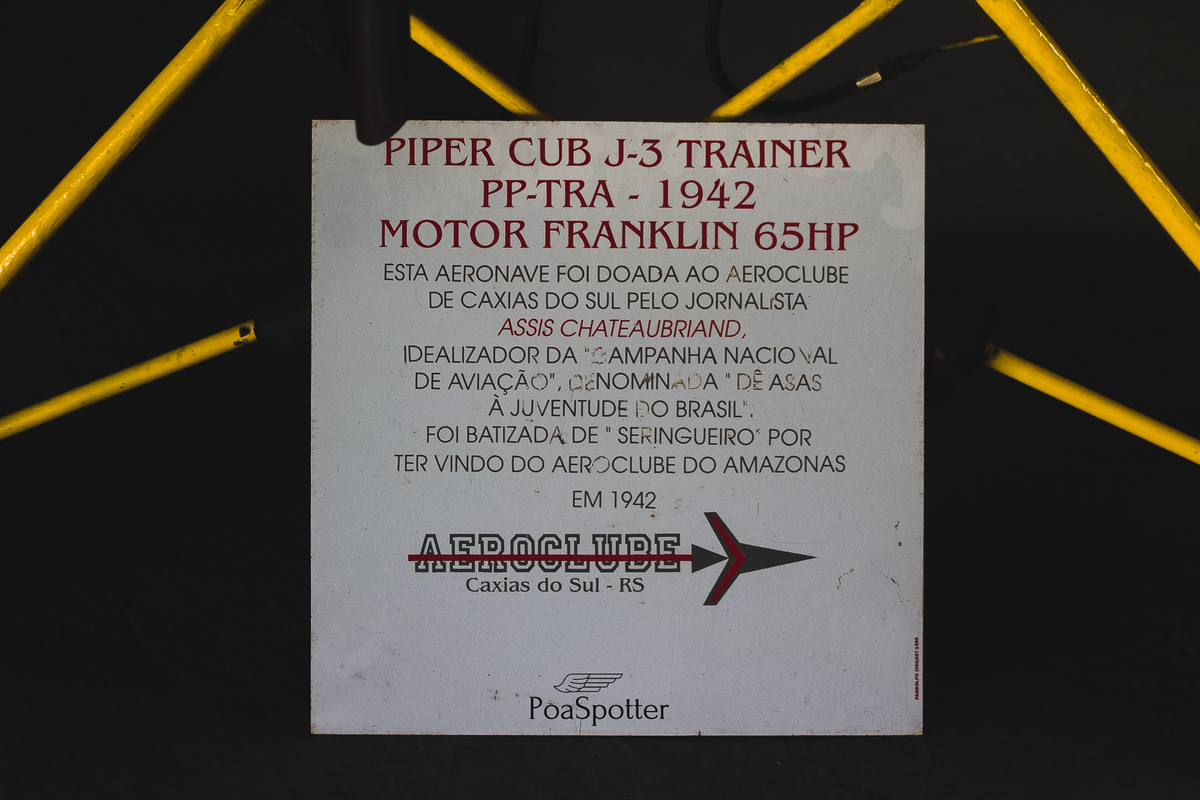 PIPER CUB J-3 TRAINER
PP-TRA - 1942
MOTOR FRANKLIN 65HP
ESTA AERONAVE FOI DOADA AO AEROCLUBE
DE CAXIAS DO SUL PELO JORNALISTA
ASSIS CHATEAUBRIAND,
IDEALIZADOR DA "CAMPANHA NACIONAL
DE AVIAÇÃO", DENOMINADA " DÊ ASAS
À JUVENTUDE DO BRASIL".
FOI BATIZADA DE " SERINGUEIRO" POR
TER VINDO DO AEROCLUBE DO AMAZONAS
EM 1942
AEROCLUBE
Caxias do Sul - RS
PoaSpotter